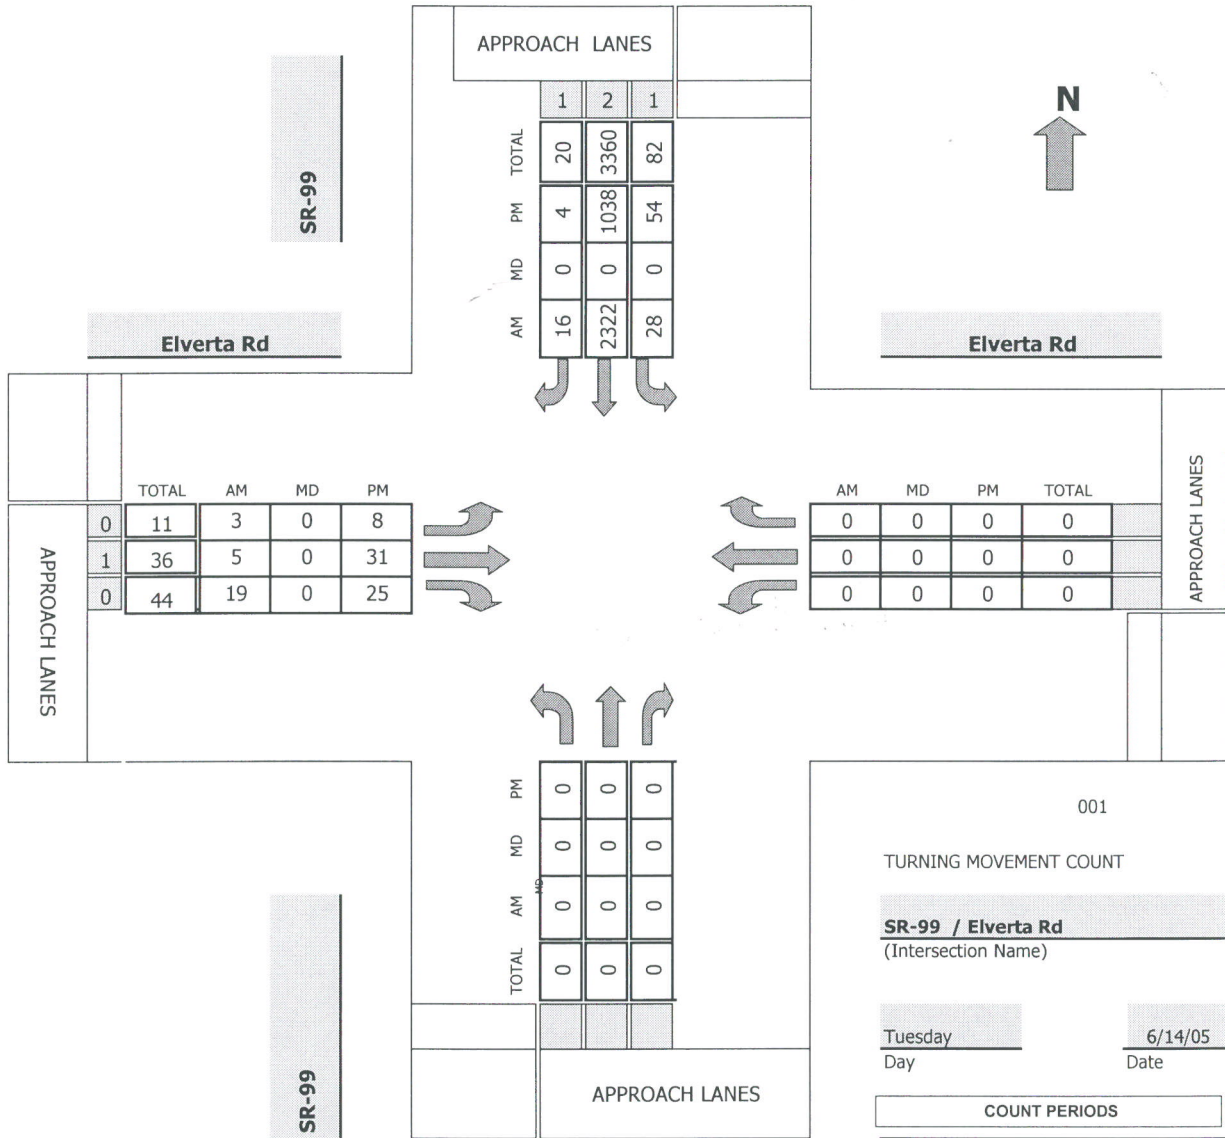 APPROACH LANES
1 2 1
TOTAL 20 3360 82
PM 4 1038 54
MD 0 0 0
AM 16 2322 28
N
SR-99
Elverta Rd
Elverta Rd
TOTAL AM MD PM
0 11 3 0 8
1 36 5 0 31
0 44 19 0 25
APPROACH LANES
AM MD PM TOTAL
0 0 0 0
0 0 0 0
0 0 0 0
APPROACH LANES
PM 0 0 0
MD 0 0 0
MD
AM 0 0 0
TOTAL 0 0 0
APPROACH LANES
SR-99
001
TURNING MOVEMENT COUNT
SR-99 / Elverta Rd
(Intersection Name)
Tuesday 6/14/05
Day Date
COUNT PERIODS